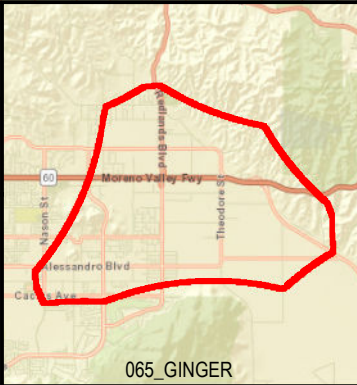 Redlands Blvd
60
Moreno Valley Fwy
Nason St
Theodore St
Alessandro Blvd
Cactus Ave
065_GINGER